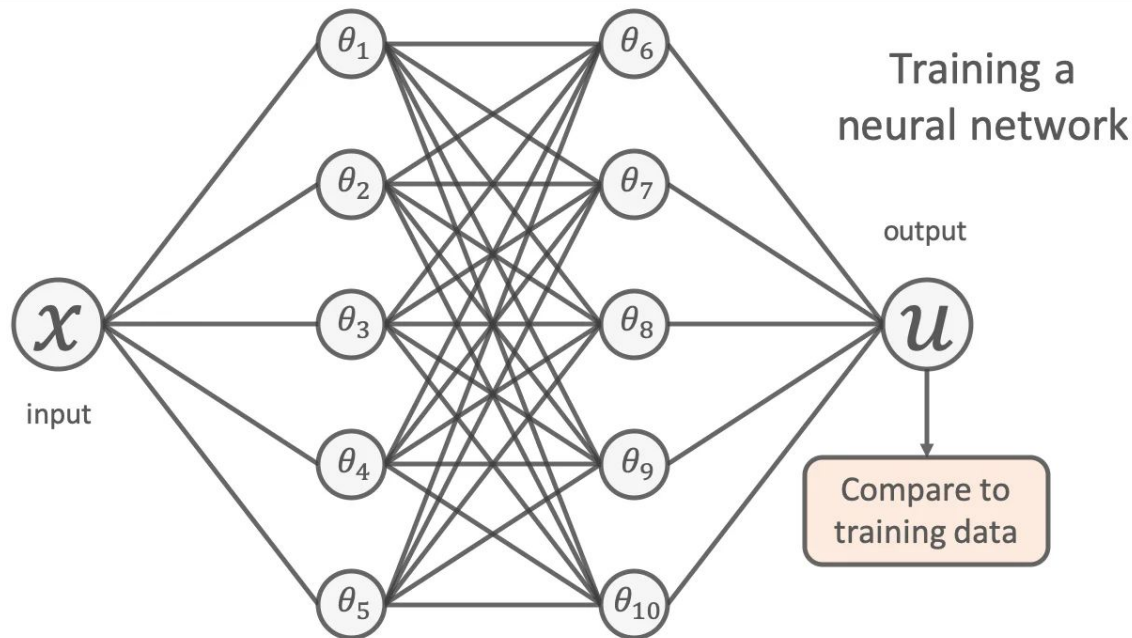 θ₁
θ₆
Training a
neural network
θ₂
θ₇
output
x
θ₃
θ₈
u
input
θ₄
θ₉
Compare to
training data
θ₅
θ₁₀